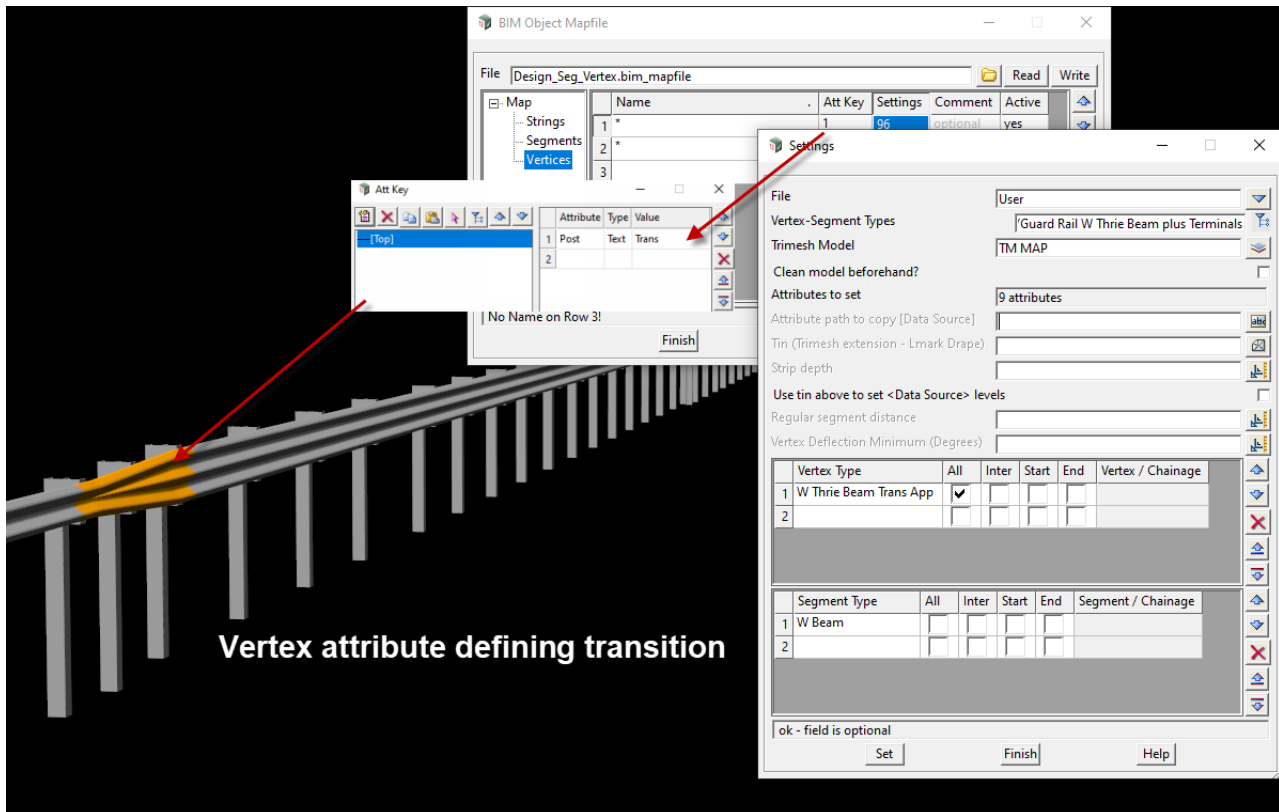 BIM Object Mapfile
File Design_Seg_Vertex.bim_mapfile Read Write
Map
Strings
Segments
Vertices
Name . Att Key Settings Comment Active
1 * 1 96 optional yes
2 *
3
No Name on Row 3!
Finish
Att Key
[Top]
Attribute Type Value
1 Post Text Trans
2
Settings
File User
Vertex-Segment Types 'Guard Rail W Thrie Beam plus Terminals
Trimesh Model TM MAP
Clean model beforehand?
Attributes to set 9 attributes
Attribute path to copy [Data Source] abc
Tin (Trimesh extension - Lmark Drape)
Strip depth
Use tin above to set <Data Source> levels
Regular segment distance
Vertex Deflection Minimum (Degrees)
Vertex Type All Inter Start End Vertex / Chainage
1 W Thrie Beam Trans App
2
Segment Type All Inter Start End Segment / Chainage
1 W Beam
2
ok - field is optional
Set Finish Help
Vertex attribute defining transition